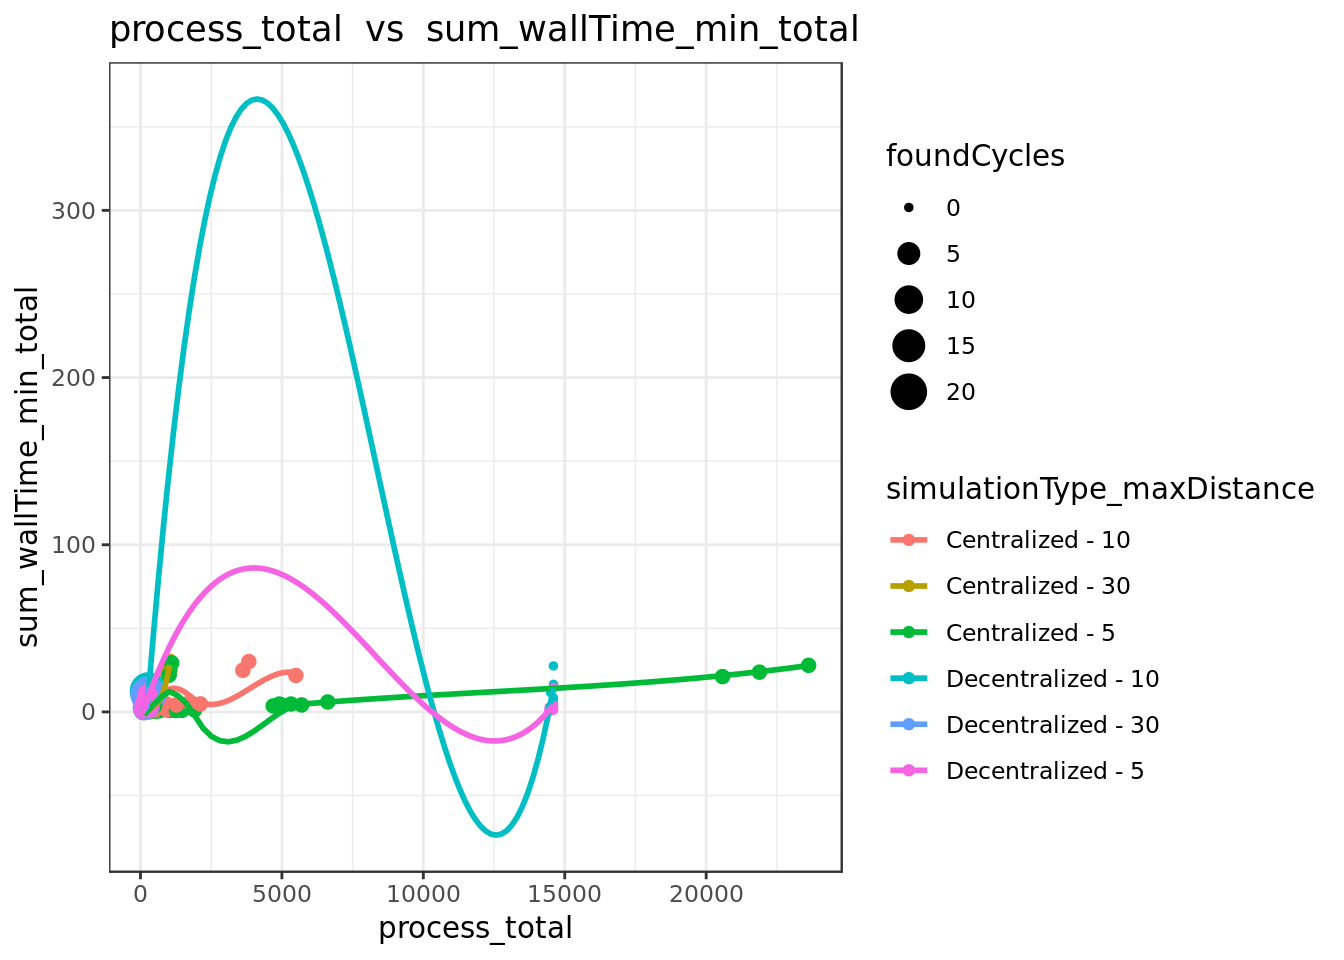 process_total vs sum_wallTime_min_total
sum_wallTime_min_total
300
200
100
0
0
5000
10000
15000
20000
process_total
foundCycles
0
5
10
15
20
simulationType_maxDistance
Centralized - 10
Centralized - 30
Centralized - 5
Decentralized - 10
Decentralized - 30
Decentralized - 5